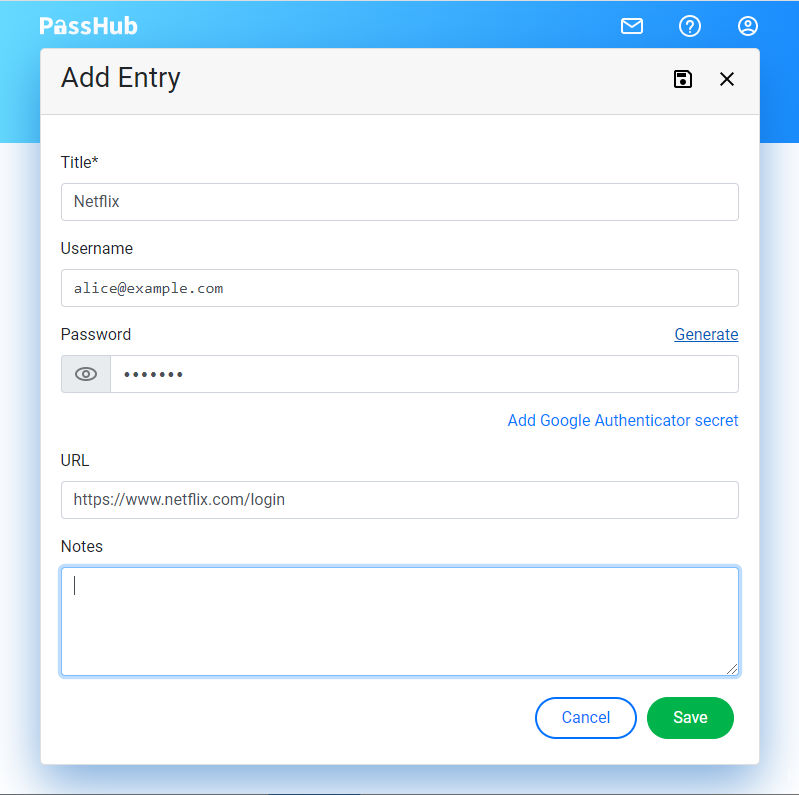 PassHub
Add Entry
Title*
Netflix
Username
alice@example.com
Password Generate
•••••••
Add Google Authenticator secret
URL
https://www.netflix.com/login
Notes
Cancel Save